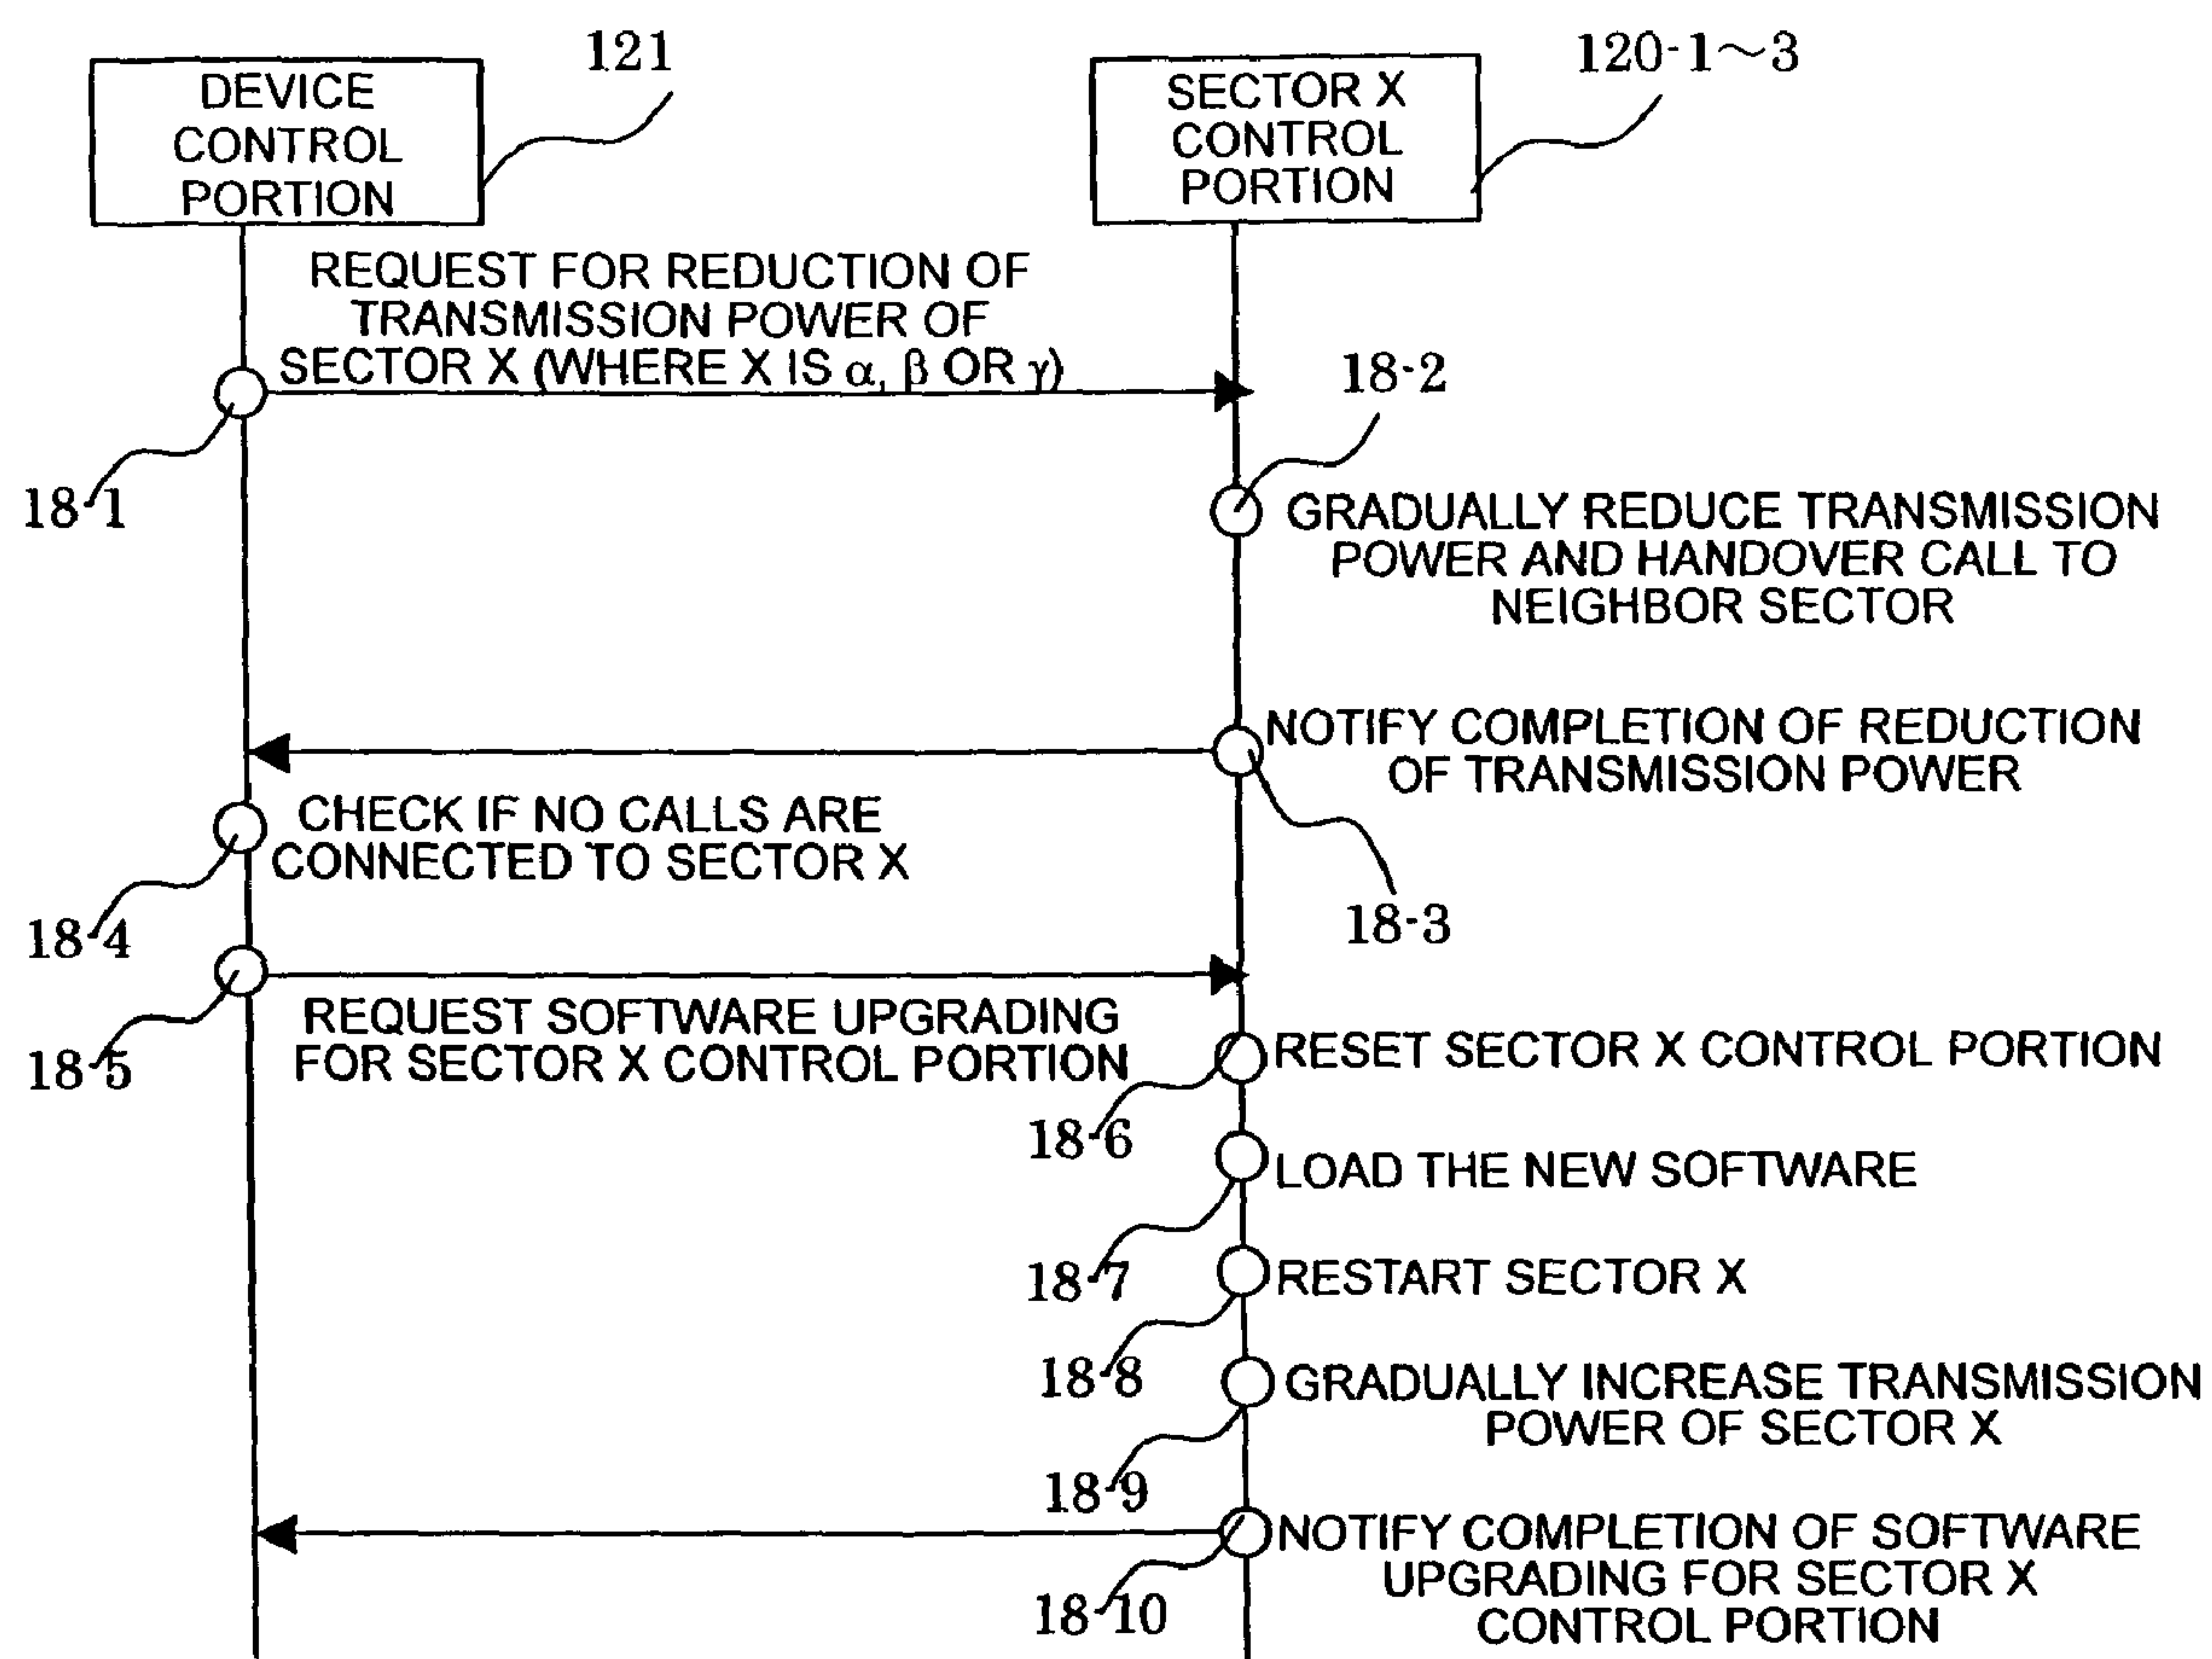 121
120-1~3
DEVICE
CONTROL
PORTION
SECTOR X
CONTROL
PORTION
REQUEST FOR REDUCTION OF
TRANSMISSION POWER OF
SECTOR X (WHERE X IS α, β OR γ)
18-1
18-2
GRADUALLY REDUCE TRANSMISSION
POWER AND HANDOVER CALL TO
NEIGHBOR SECTOR
NOTIFY COMPLETION OF REDUCTION
OF TRANSMISSION POWER
18-3
CHECK IF NO CALLS ARE
CONNECTED TO SECTOR X
18-4
REQUEST SOFTWARE UPGRADING
FOR SECTOR X CONTROL PORTION
18-5
RESET SECTOR X CONTROL PORTION
18-6
LOAD THE NEW SOFTWARE
18-7
RESTART SECTOR X
18-8
GRADUALLY INCREASE TRANSMISSION
POWER OF SECTOR X
18-9
NOTIFY COMPLETION OF SOFTWARE
UPGRADING FOR SECTOR X
CONTROL PORTION
18-10